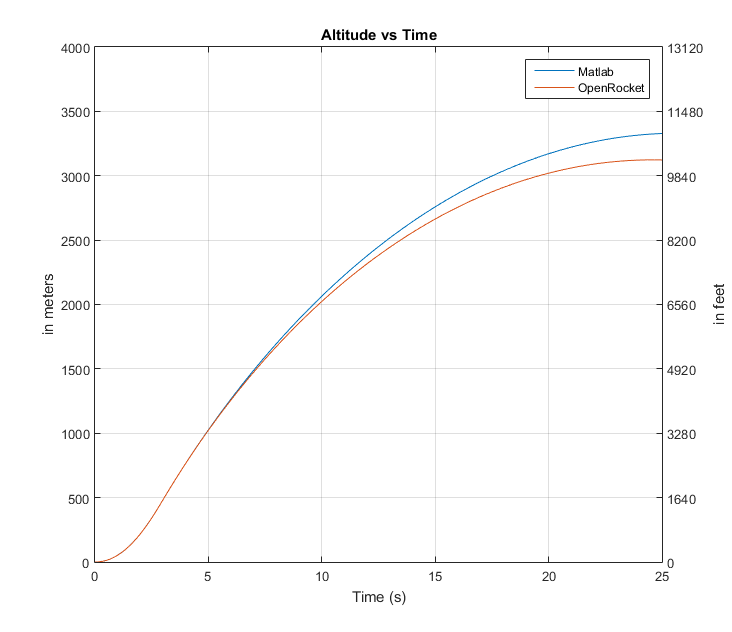 Altitude vs Time
Matlab
OpenRocket
4000
3500
3000
2500
2000
1500
1000
500
0
in meters
13120
11480
9840
8200
6560
4920
3280
1640
0
in feet
0 5 10 15 20 25
Time (s)